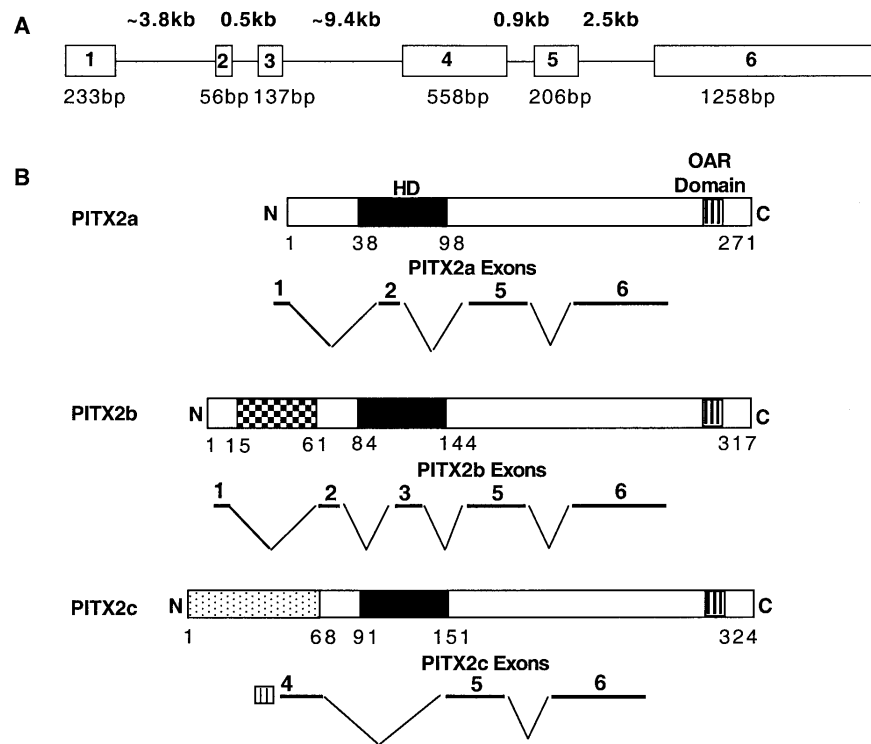 A
~3.8kb 0.5kb ~9.4kb 0.9kb 2.5kb
1 2 3 4 5 6
233bp 56bp 137bp 558bp 206bp 1258bp
B
OAR
Domain
HD
PITX2a N C
1 38 98 271
PITX2a Exons
1 2 5 6
PITX2b N C
1 15 61 84 144 317
PITX2b Exons
1 2 3 5 6
PITX2c N C
1 68 91 151 324
PITX2c Exons
4 5 6